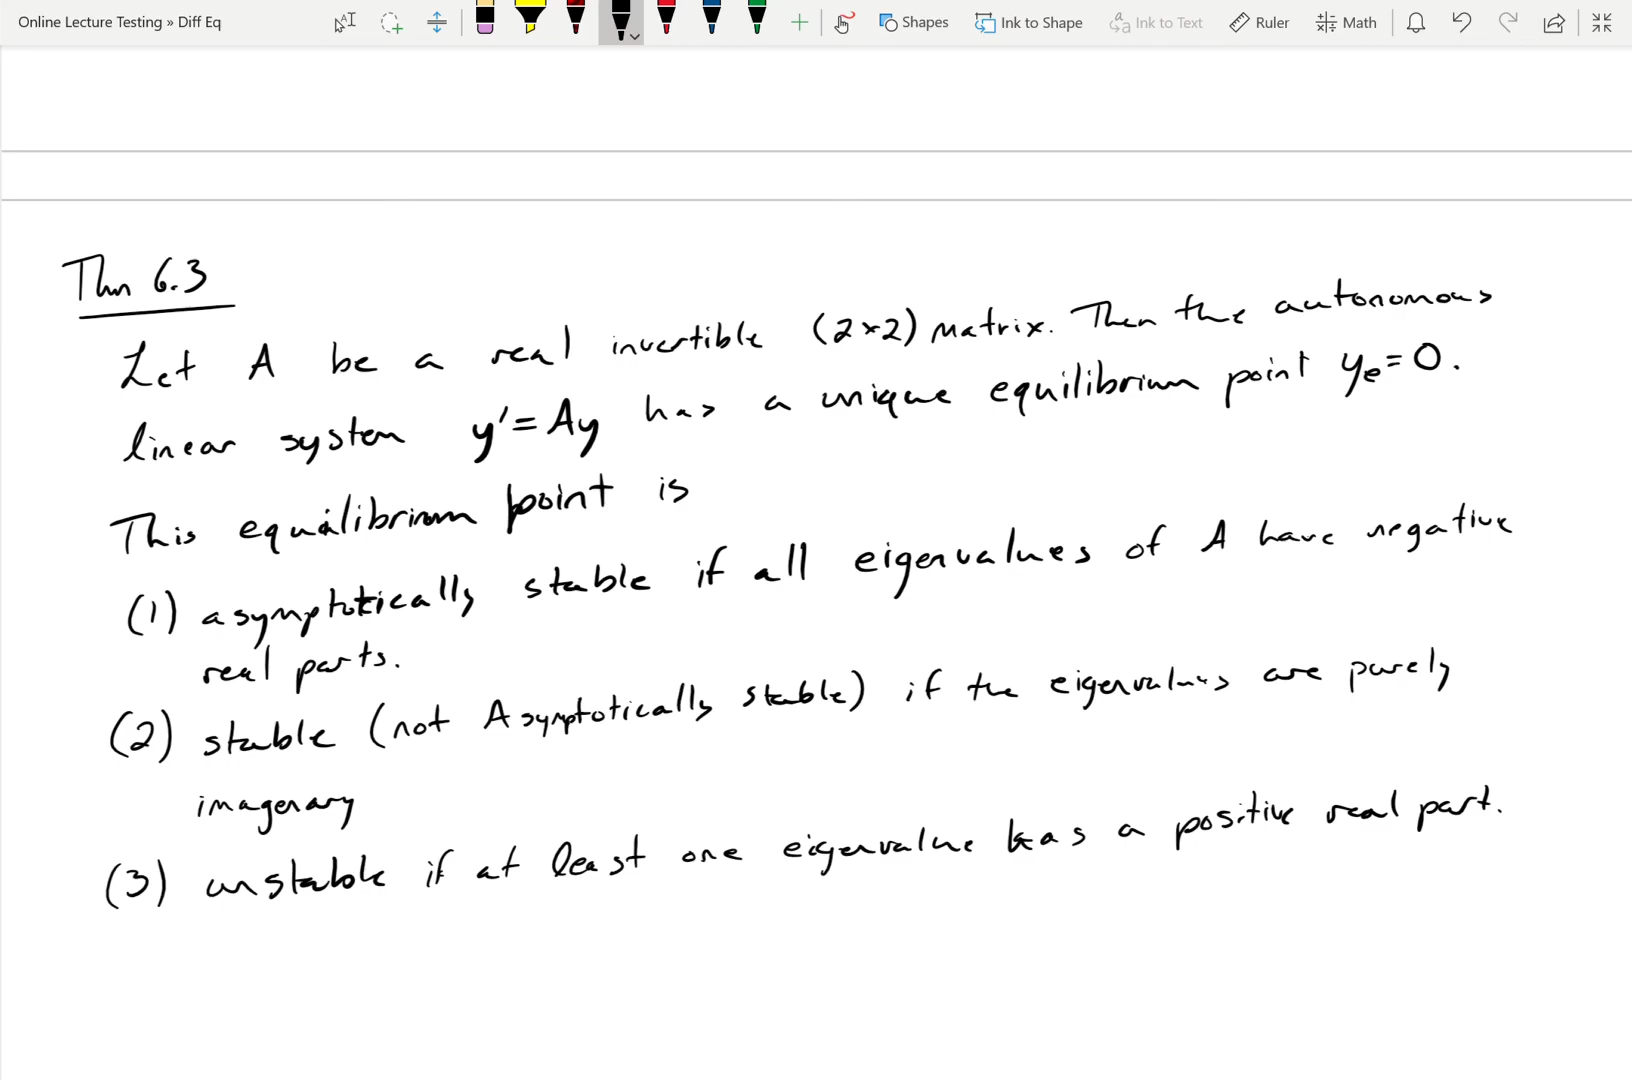 Online Lecture Testing » Diff Eq
Shapes
Ink to Shape
Ink to Text
Ruler
Math
Thm 6.3
Let A be a real invertible (2×2) matrix. Then the autonomous
linear system y' = Ay has a unique equilibrium point yₑ = 0.
This equilibrium point is
(1) asymptotically stable if all eigenvalues of A have negative
real parts.
(2) stable (not Asymptotically stable) if the eigenvalues are purely
imagenary
(3) unstable if at least one eigenvalue has a positive real part.